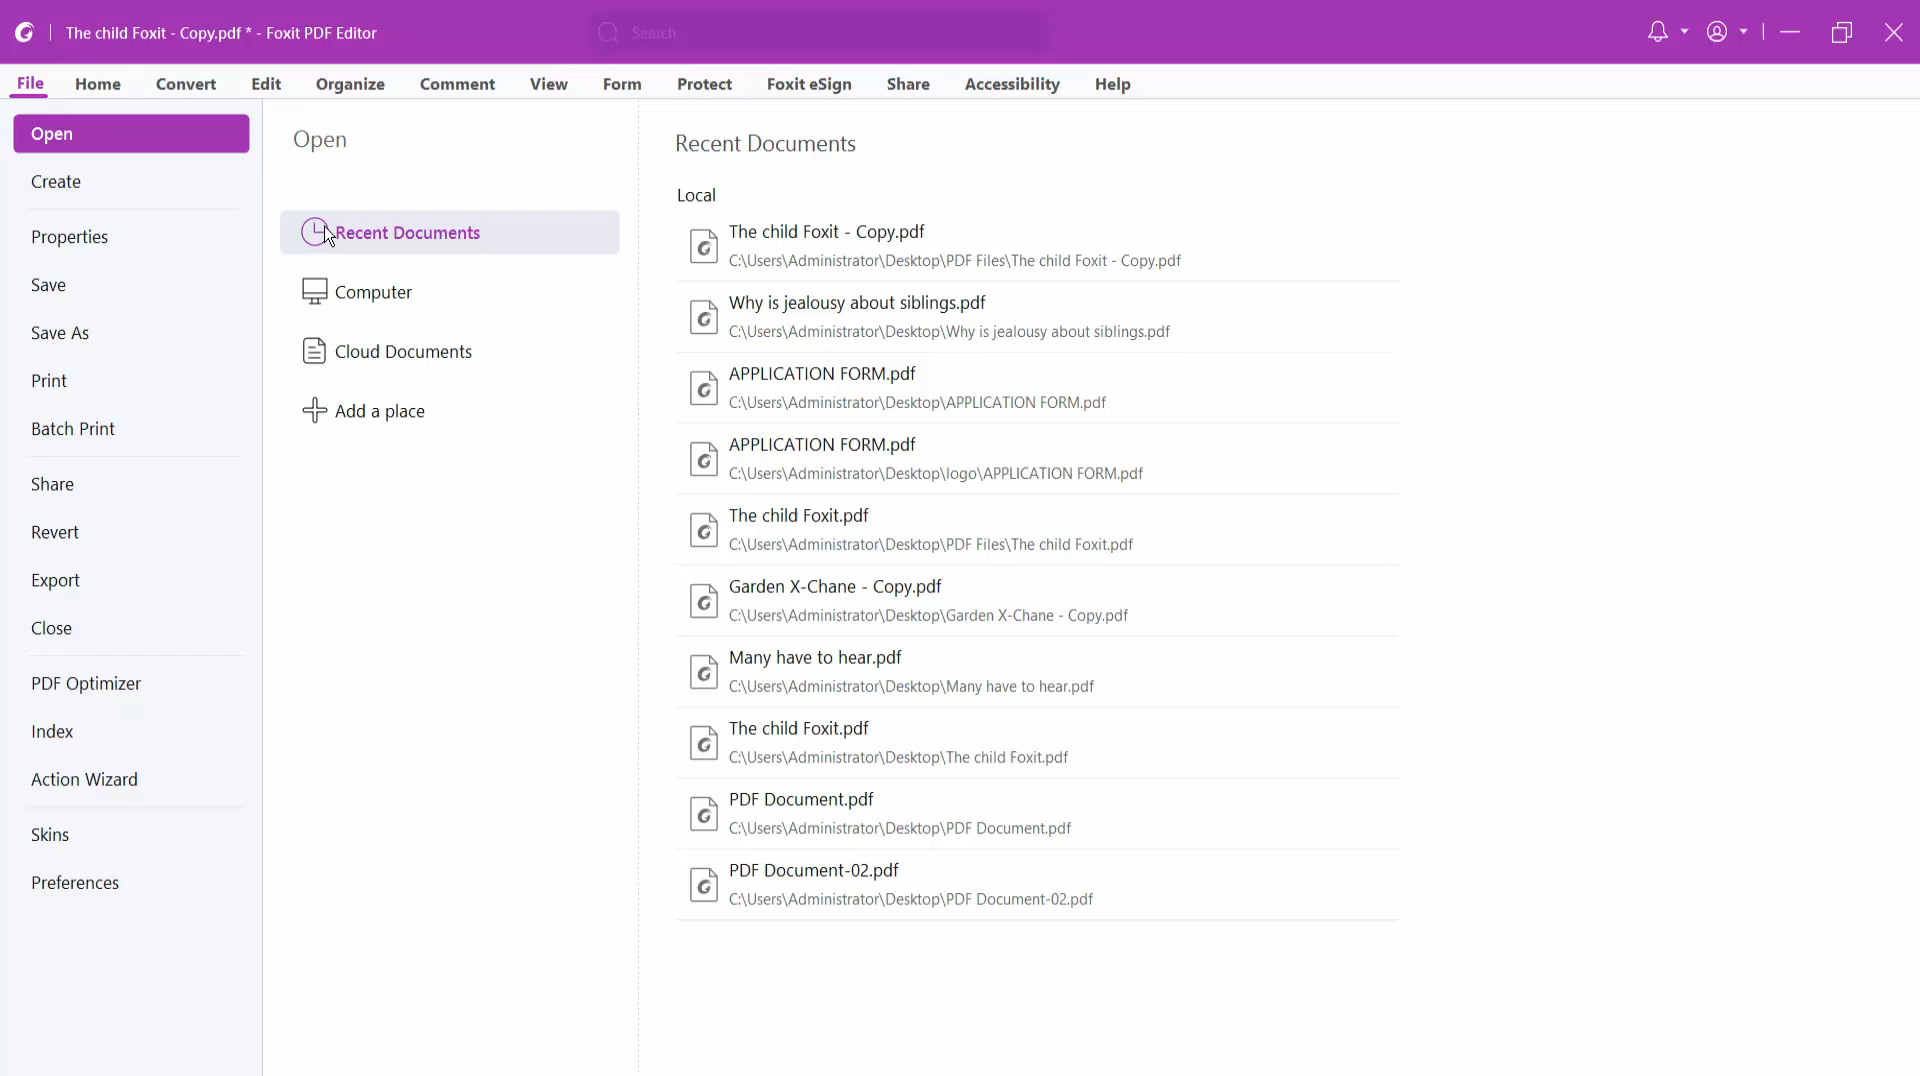 The child Foxit - Copy.pdf * - Foxit PDF Editor
Search
File Home Convert Edit Organize Comment View Form Protect Foxit eSign Share Accessibility Help
Open
Create
Properties
Save
Save As
Print
Batch Print
Share
Revert
Export
Close
PDF Optimizer
Index
Action Wizard
Skins
Preferences
Open
Recent Documents
Computer
Cloud Documents
Add a place
Recent Documents
Local
The child Foxit - Copy.pdf
C:\Users\Administrator\Desktop\PDF Files\The child Foxit - Copy.pdf
Why is jealousy about siblings.pdf
C:\Users\Administrator\Desktop\Why is jealousy about siblings.pdf
APPLICATION FORM.pdf
C:\Users\Administrator\Desktop\APPLICATION FORM.pdf
APPLICATION FORM.pdf
C:\Users\Administrator\Desktop\logo\APPLICATION FORM.pdf
The child Foxit.pdf
C:\Users\Administrator\Desktop\PDF Files\The child Foxit.pdf
Garden X-Chane - Copy.pdf
C:\Users\Administrator\Desktop\Garden X-Chane - Copy.pdf
Many have to hear.pdf
C:\Users\Administrator\Desktop\Many have to hear.pdf
The child Foxit.pdf
C:\Users\Administrator\Desktop\The child Foxit.pdf
PDF Document.pdf
C:\Users\Administrator\Desktop\PDF Document.pdf
PDF Document-02.pdf
C:\Users\Administrator\Desktop\PDF Document-02.pdf